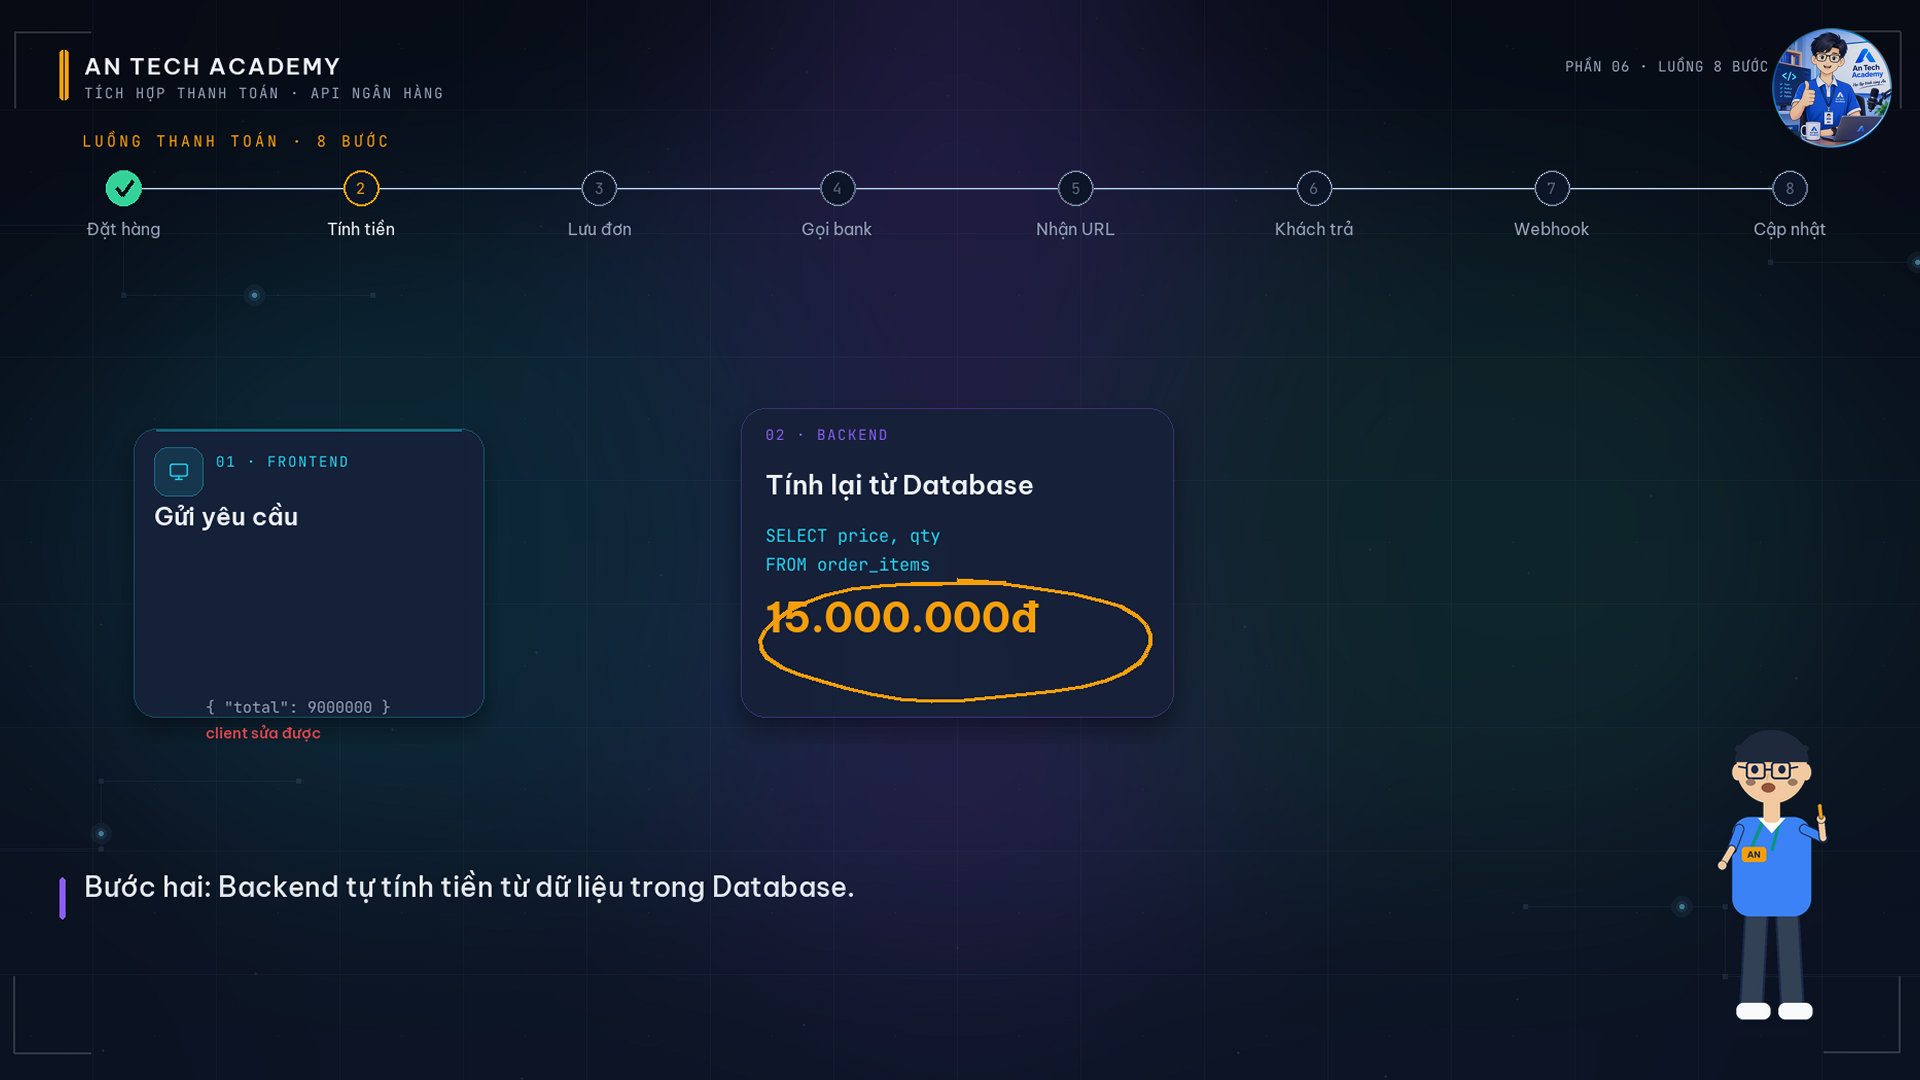 AN TECH ACADEMY
TÍCH HỢP THANH TOÁN · API NGÂN HÀNG
PHẦN 06 · LUỒNG 8 BƯỚC
An Tech
Academy
LUỒNG THANH TOÁN · 8 BƯỚC
2
3
4
5
6
7
8
Đặt hàng
Tính tiền
Lưu đơn
Gọi bank
Nhận URL
Khách trả
Webhook
Cập nhật
01 · FRONTEND
Gửi yêu cầu
{ "total": 9000000 }
client sửa được
02 · BACKEND
Tính lại từ Database
SELECT price, qty
FROM order_items
15.000.000đ
AN
Bước hai: Backend tự tính tiền từ dữ liệu trong Database.